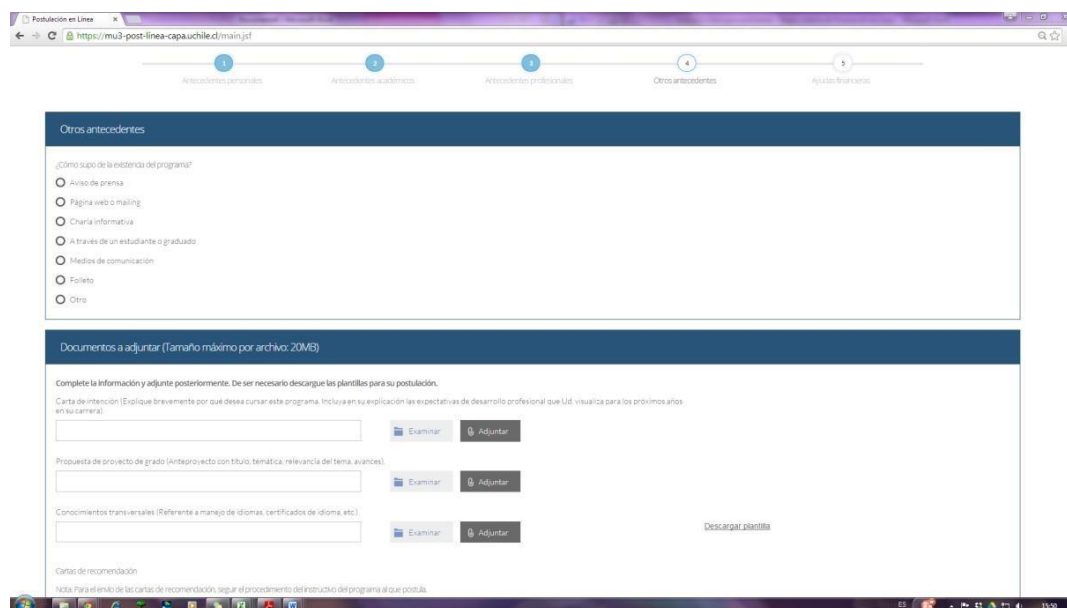 Postulación en Línea
https://mu3-post-linea-capa.uchile.cl/main.jsf
1 2 3 4 5
Antecedentes personales Antecedentes académicos Antecedentes profesionales Otros antecedentes Ayudas financieras
Otros antecedentes
¿Cómo supo de la existencia del programa?
Aviso de prensa
Página web o mailing
Charla informativa
A través de un estudiante o graduado
Medios de comunicación
Folleto
Otro
Documentos a adjuntar (Tamaño máximo por archivo: 20MB)
Complete la información y adjunte posteriormente. De ser necesario descargue las plantillas para su postulación.
Carta de intención (Explique brevemente por qué desea cursar este programa. Incluya en su explicación las expectativas de desarrollo profesional que Ud. visualiza para los próximos años
en su carrera)
Examinar Adjuntar
Propuesta de proyecto de grado (Anteproyecto con título, temática, relevancia del tema, avances).
Examinar Adjuntar
Conocimientos transversales (Referente a manejo de idiomas, certificados de idioma, etc.)
Examinar Adjuntar Descargar plantilla
Cartas de recomendación
Nota: Para el envío de las cartas de recomendación, seguir el procedimiento del instructivo del programa al que postula.
ES 15:50